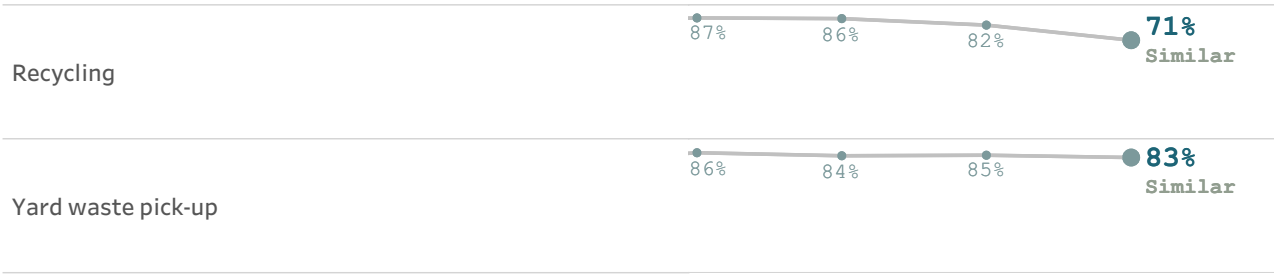 71%
87% 86% 82%
Similar
Recycling
83%
86% 84% 85%
Similar
Yard waste pick-up